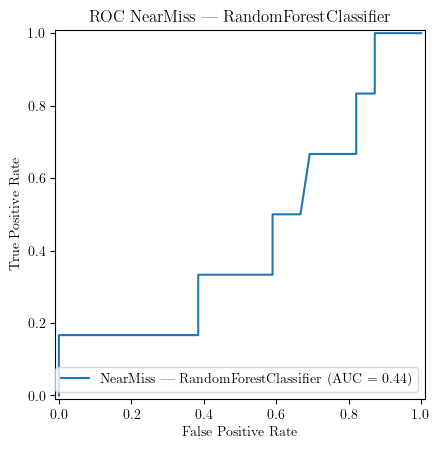 ROC NearMiss — RandomForestClassifier
1.0
0.8
0.6
0.4
0.2
0.0
True Positive Rate
NearMiss — RandomForestClassifier (AUC = 0.44)
0.0 0.2 0.4 0.6 0.8 1.0
False Positive Rate